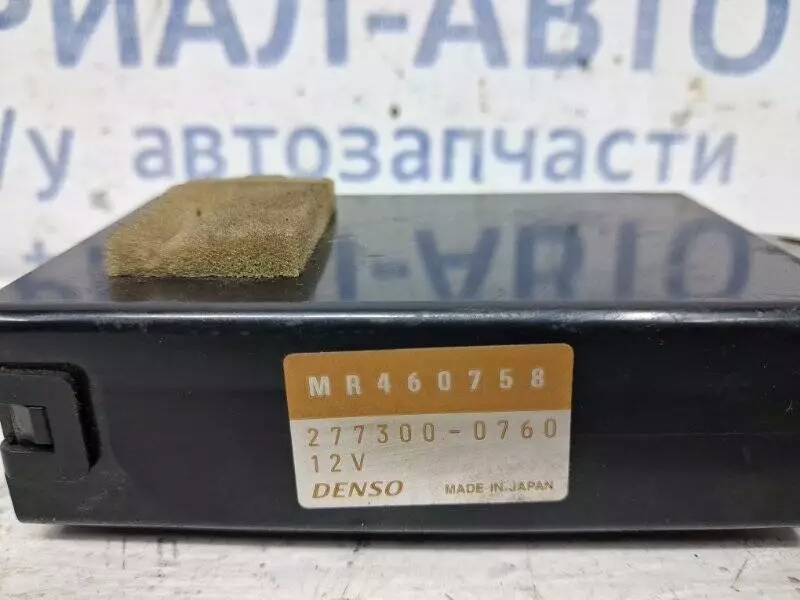 РИАЛ-АВТО
б/у автозапчасти
MR460758
277300-0760
12V
DENSO MADE IN JAPAN